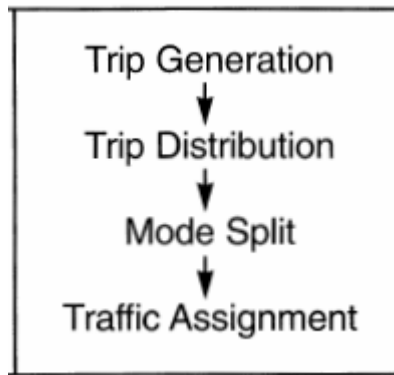 Trip Generation
Trip Distribution
Mode Split
Traffic Assignment